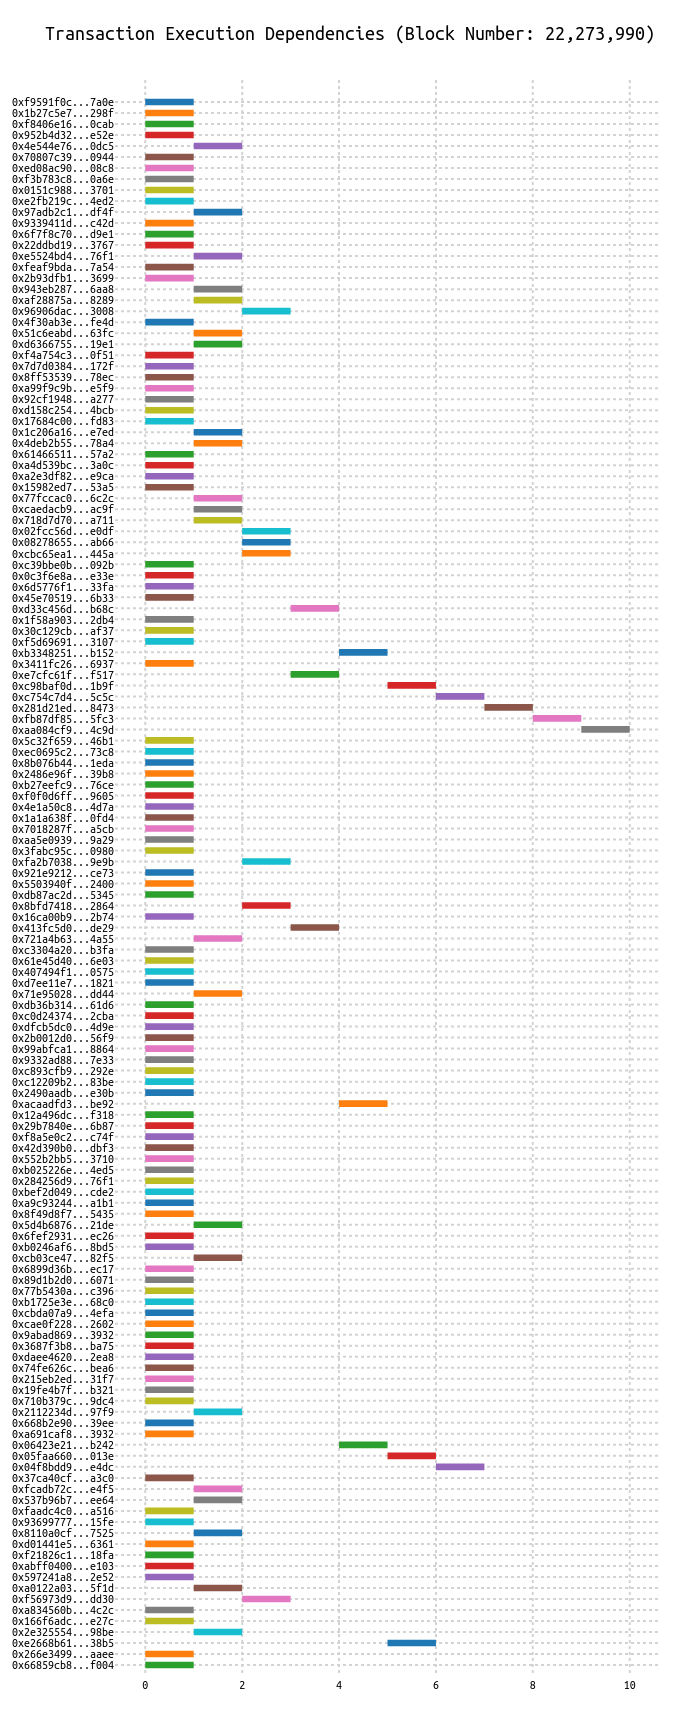 Transaction Execution Dependencies (Block Number: 22,273,990)
0xf9591f0c...7a0e
0x1b27c5e7...298f
0xf8406e16...0cab
0x952b4d32...e52e
0x4e544e76...0dc5
0x70807c39...0944
0xed08ac90...08c8
0xf3b783c8...0a6e
0x0151c988...3701
0xe2fb219c...4ed2
0x97adb2c1...df4f
0x9339411d...c42d
0x6f7f8c70...d9e1
0x22ddbd19...3767
0xe5524bd4...76f1
0xfeaf9bda...7a54
0x2b93dfb1...3699
0x943eb287...6aa8
0xaf28875a...8289
0x96906dac...3008
0x4f30ab3e...fe4d
0x51c6eabd...63fc
0xd6366755...19e1
0xf4a754c3...0f51
0x7d7d0384...172f
0x8ff53539...78ec
0xa99f9c9b...e5f9
0x92cf1948...a277
0xd158c254...4bcb
0x17684c00...fd83
0x1c206a16...e7ed
0x4deb2b55...78a4
0x61466511...57a2
0xa4d539bc...3a0c
0xa2e3df82...e9ca
0x15982ed7...53a5
0x77fccac0...6c2c
0xcaedacb9...ac9f
0x718d7d70...a711
0x02fcc56d...e0df
0x08278655...ab66
0xcbc65ea1...445a
0xc39bbe0b...092b
0x0c3f6e8a...e33e
0x6d5776f1...33fa
0x45e70519...6b33
0xd33c456d...b68c
0x1f58a903...2db4
0x30c129cb...af37
0xf5d69691...3107
0xb3348251...b152
0x3411fc26...6937
0xe7cfc61f...f517
0xc98baf0d...1b9f
0xc754c7d4...5c5c
0x281d21ed...8473
0xfb87df85...5fc3
0xaa084cf9...4c9d
0x5c32f659...46b1
0xec0695c2...73c8
0x8b076b44...1eda
0x2486e96f...39b8
0xb27eefc9...76ce
0xf0f0d6ff...9605
0x4e1a50c8...4d7a
0x1a1a638f...0fd4
0x7018287f...a5cb
0xaa5e0939...9a29
0x3fabc95c...0980
0xfa2b7038...9e9b
0x921e9212...ce73
0x5503940f...2400
0xdb87ac2d...5345
0x8bfd7418...2864
0x16ca00b9...2b74
0x413fc5d0...de29
0x721a4b63...4a55
0xc3304a20...b3fa
0x61e45d40...6e03
0x407494f1...0575
0xd7ee11e7...1821
0x71e95028...dd44
0xdb36b314...61d6
0xc0d24374...2cba
0xdfcb5dc0...4d9e
0x2b0012d0...56f9
0x99abfca1...8864
0x9332ad88...7e33
0xc893cfb9...292e
0xc12209b2...83be
0x2490aadb...e30b
0xacaadfd3...be92
0x12a496dc...f318
0x29b7840e...6b87
0xf8a5e0c2...c74f
0x42d390b0...dbf3
0x552b2bb5...3710
0xb025226e...4ed5
0x284256d9...76f1
0xbef2d049...cde2
0xa9c93244...a1b1
0x8f49d8f7...5435
0x5d4b6876...21de
0x6fef2931...ec26
0xb0246af6...8bd5
0xcb03ce47...82f5
0x6899d36b...ec17
0x89d1b2d0...6071
0x77b5430a...c396
0xb1725e3e...68c0
0xcbda07a9...4efa
0xcae0f228...2602
0x9abad869...3932
0x3687f3b8...ba75
0xdaee4620...2ea8
0x74fe626c...bea6
0x215eb2ed...31f7
0x19fe4b7f...b321
0x710b379c...9dc4
0x2112234d...97f9
0x668b2e90...39ee
0xa691caf8...3932
0x06423e21...b242
0x05faa660...013e
0x04f8bdd9...e4dc
0x37ca40cf...a3c0
0xfcadb72c...e4f5
0x537b96b7...ee64
0xfaadc4c0...a516
0x93699777...15fe
0x8110a0cf...7525
0xd01441e5...6361
0xf21826c1...18fa
0xabff0400...e103
0x597241a8...2e52
0xa0122a03...5f1d
0xf56973d9...dd30
0xa834560b...4c2c
0x166f6adc...e27c
0x2e325554...98be
0xe2668b61...38b5
0x266e3499...aaee
0x66859cb8...f004
0 2 4 6 8 10